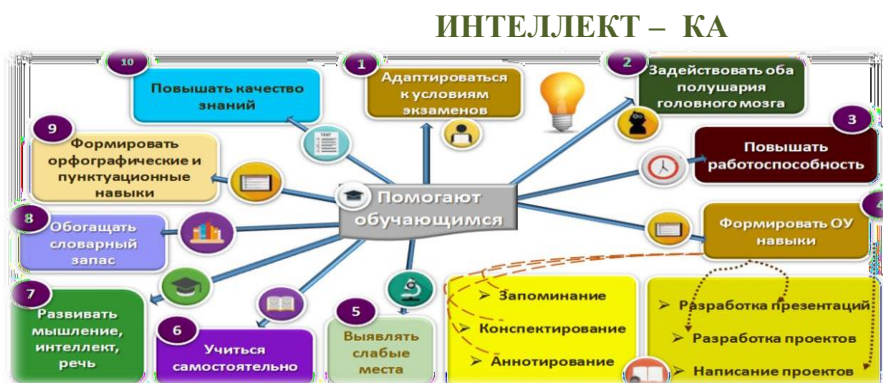 ИНТЕЛЛЕКТ – КА
10
Повышать качество
знаний
1
Адаптироваться
к условиям
экзаменов
2
Задействовать оба
полушария
головного мозга
9
Формировать
орфографические и
пунктуационные
навыки
3
Повышать
работоспособность
Помогают
обучающимся
8
Обогащать
словарный
запас
4
Формировать ОУ
навыки
7
Развивать
мышление,
интеллект,
речь
6
Учиться
самостоятельно
5
Выявлять
слабые
места
➢ Запоминание
➢ Конспектирование
➢ Аннотирование
➢ Разработка презентаций
➢ Разработка проектов
➢ Написание проектов